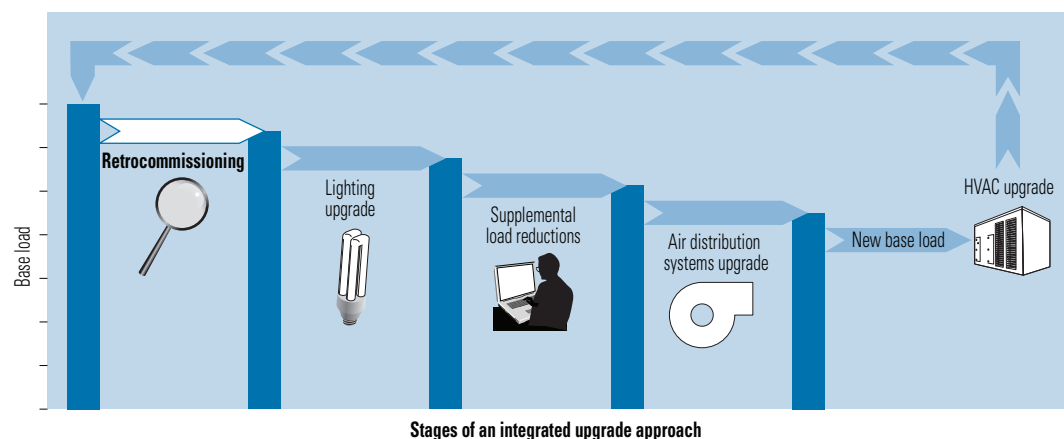 Base load
Retrocommissioning
Lighting
upgrade
Supplemental
load reductions
Air distribution
systems upgrade
New base load
HVAC upgrade
Stages of an integrated upgrade approach